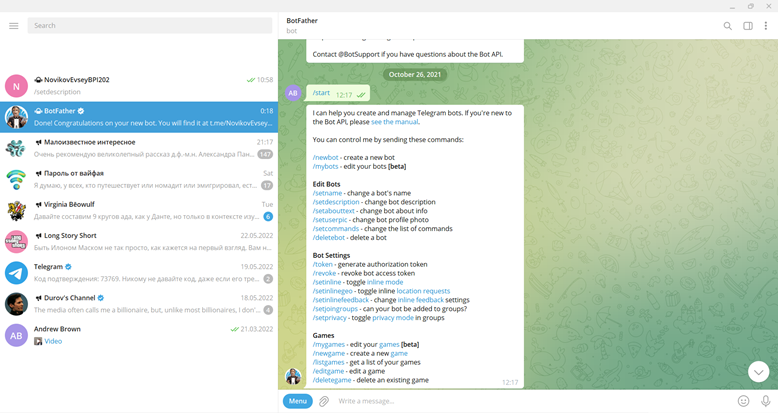 Search
NovikovEvseyBPI202
10:58
/setdescription
BotFather
0:18
Done! Congratulations on your new bot. You will find it at t.me/NovikovEvsey...
Малоизвестное интересное
21:17
Очень рекомендую великолепный рассказ д.ф.-м.н. Александра Пан...
147
Пароль от вайфая
Sat
Я думаю, у всех, кто путешествует или номадит или эмигрировал, ест...
17
Virginia Bēowulf
Tue
Давайте составим 9 кругов ада, как у Данте, но только в контексте изу...
6
Long Story Short
22.05.2022
Быть Илоном Маском не так просто, как кажется на первый взгляд. Вам н...
Telegram
19.05.2022
Код подтверждения: 73769. Никому не давайте код, даже если его тре...
2
Durov's Channel
18.05.2022
The media often calls me a billionaire, but, unlike most billionaires, I don'...
4
AB
Andrew Brown
21.03.2022
Video
BotFather
bot
Contact @BotSupport if you have questions about the Bot API.
October 26, 2021
AB
/start
12:17
I can help you create and manage Telegram bots. If you're new to
the Bot API, please see the manual.
You can control me by sending these commands:
/newbot - create a new bot
/mybots - edit your bots [beta]
Edit Bots
/setname - change a bot's name
/setdescription - change bot description
/setabouttext - change bot about info
/setuserpic - change bot profile photo
/setcommands - change the list of commands
/deletebot - delete a bot
Bot Settings
/token - generate authorization token
/revoke - revoke bot access token
/setinline - toggle inline mode
/setinlinegeo - toggle inline location requests
/setinlinefeedback - change inline feedback settings
/setjoingroups - can your bot be added to groups?
/setprivacy - toggle privacy mode in groups
Games
/mygames - edit your games [beta]
/newgame - create a new game
/listgames - get a list of your games
/editgame - edit a game
/deletegame - delete an existing game
12:17
Menu
Write a message...